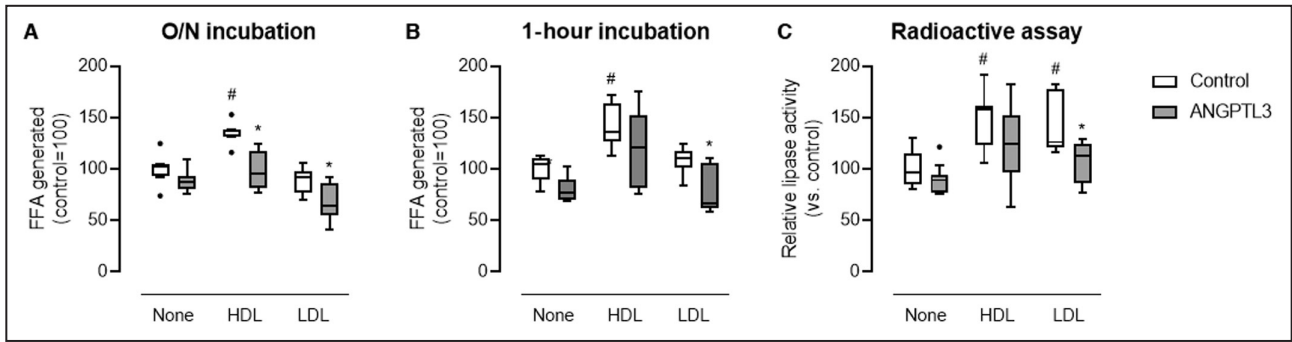 A
O/N incubation
FFA generated
(control=100)
200
150
100
50
0
#
*
*
None
HDL
LDL
B
1-hour incubation
FFA generated
(control=100)
200
150
100
50
0
#
*
None
HDL
LDL
C
Radioactive assay
Relative lipase activity
(vs. control)
200
150
100
50
0
#
#
*
None
HDL
LDL
Control
ANGPTL3